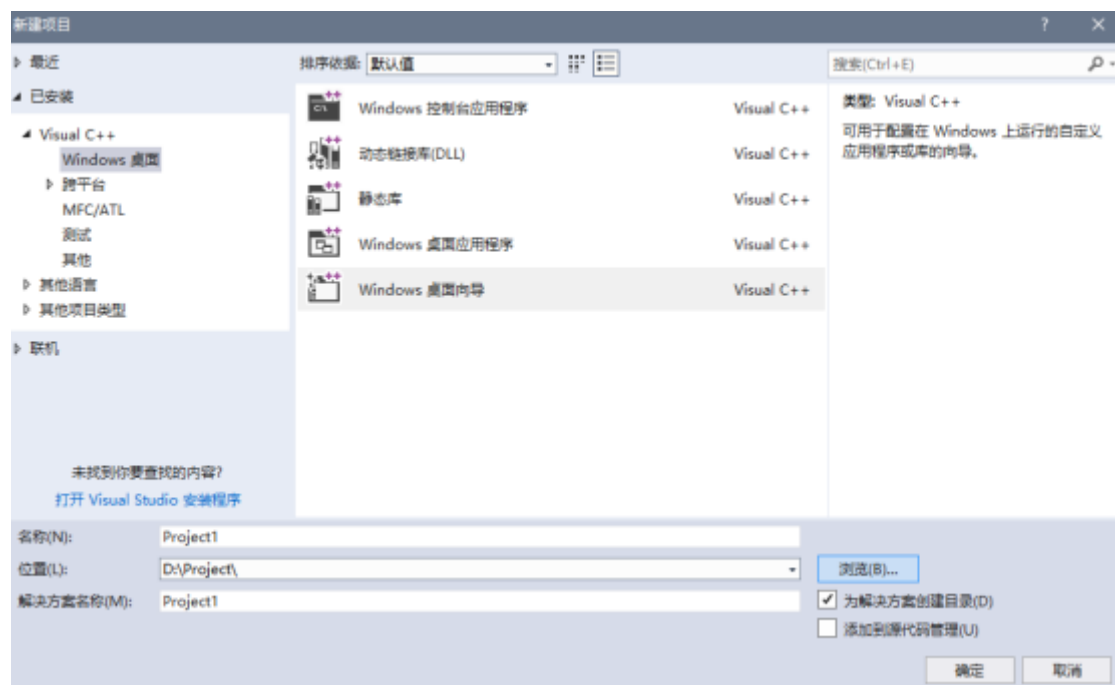 新建项目
? ×
最近
排序依据: 默认值
搜索(Ctrl+E)
已安装
Visual C++
Windows 桌面
跨平台
MFC/ATL
测试
其他
其他语言
其他项目类型
联机
未找到你要查找的内容?
打开 Visual Studio 安装程序
Windows 控制台应用程序 Visual C++
动态链接库(DLL) Visual C++
静态库 Visual C++
Windows 桌面应用程序 Visual C++
Windows 桌面向导 Visual C++
类型: Visual C++
可用于配置在 Windows 上运行的自定义
应用程序或库的向导。
名称(N): Project1
位置(L): D:\Project\
浏览(B)...
解决方案名称(M): Project1
为解决方案创建目录(D)
添加到源代码管理(U)
确定 取消